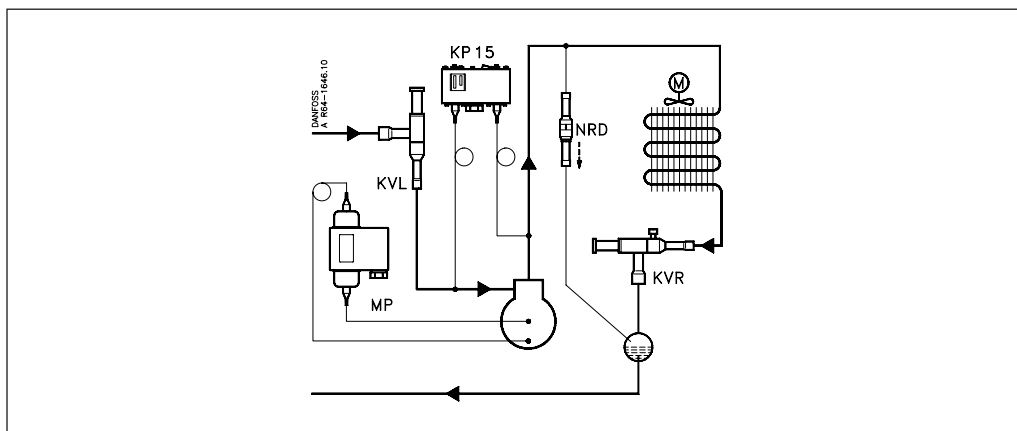 DANFOSS
A R64-1646.10
KP 15
M
NRD
KVL
KVR
MP